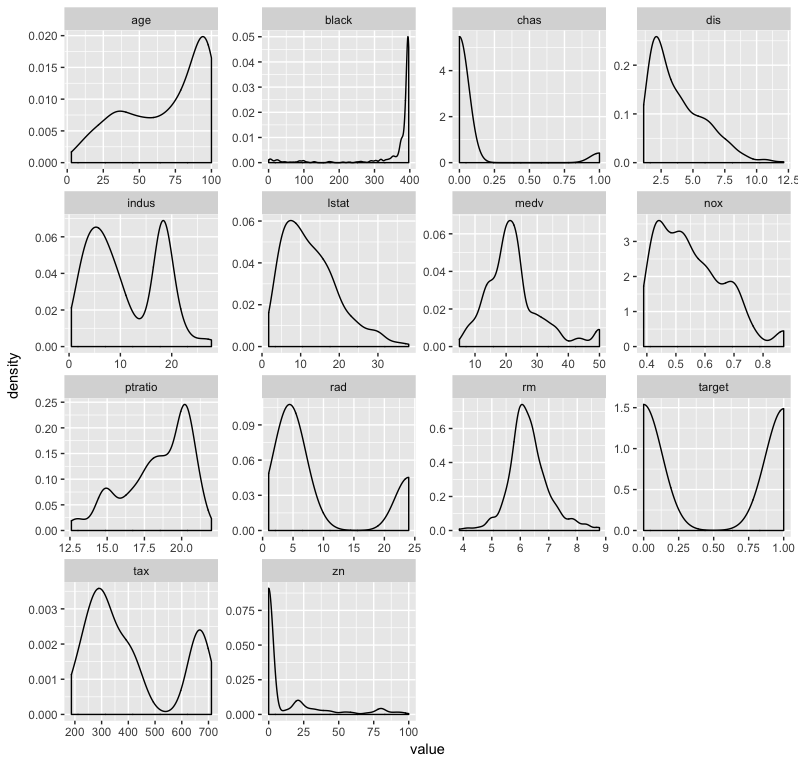 age black chas dis
0.020
0.015
0.010
0.005
0.000
0 25 50 75 100
0.05
0.04
0.03
0.02
0.01
0.00
0 100 200 300 400
4
2
0
0.00 0.25 0.50 0.75 1.00
0.2
0.1
0.0
2.5 5.0 7.5 10.0 12.5
indus lstat medv nox
0.06
0.04
0.02
0.00
0 10 20
0.06
0.04
0.02
0.00
0 10 20 30
0.06
0.04
0.02
0.00
10 20 30 40 50
3
2
1
0
0.4 0.5 0.6 0.7 0.8
ptratio rad rm target
0.25
0.20
0.15
0.10
0.05
0.00
12.5 15.0 17.5 20.0
0.09
0.06
0.03
0.00
0 5 10 15 20 25
0.6
0.4
0.2
0.0
4 5 6 7 8 9
1.5
1.0
0.5
0.0
0.00 0.25 0.50 0.75 1.00
tax zn
0.003
0.002
0.001
0.000
200 300 400 500 600 700
0.075
0.050
0.025
0.000
0 25 50 75 100
density
value